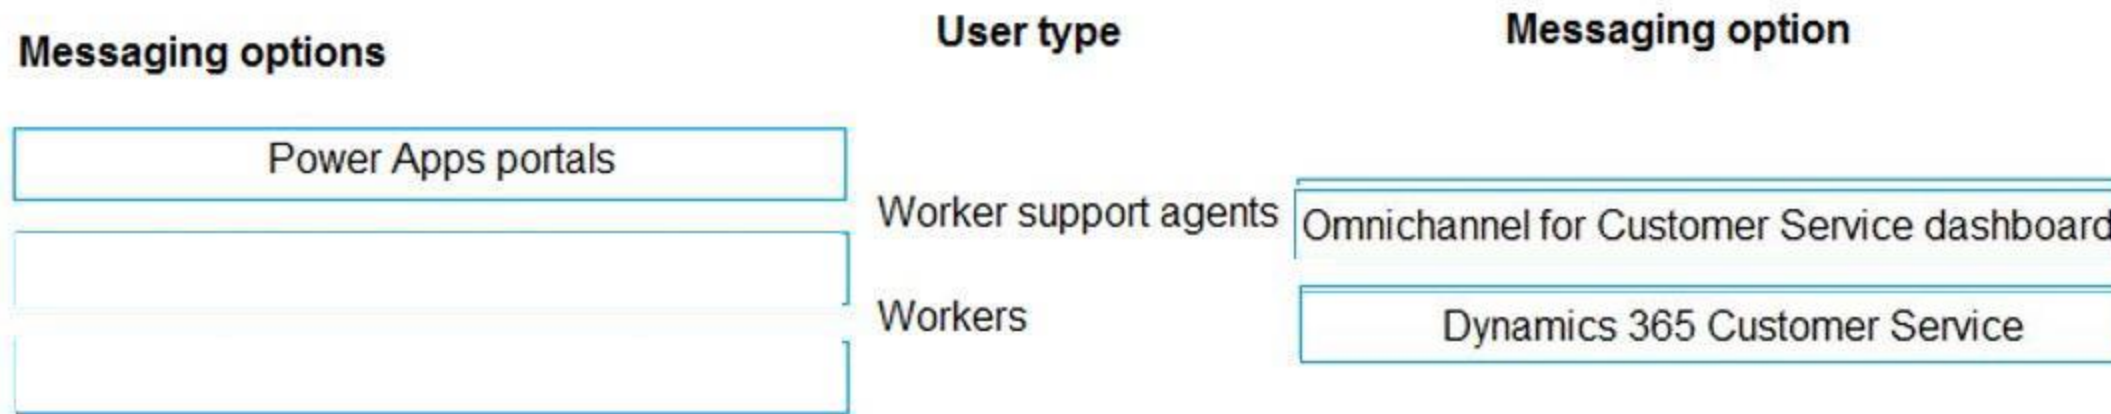 Messaging options
User type
Messaging option
Power Apps portals
Worker support agents
Omnichannel for Customer Service dashboard
Workers
Dynamics 365 Customer Service